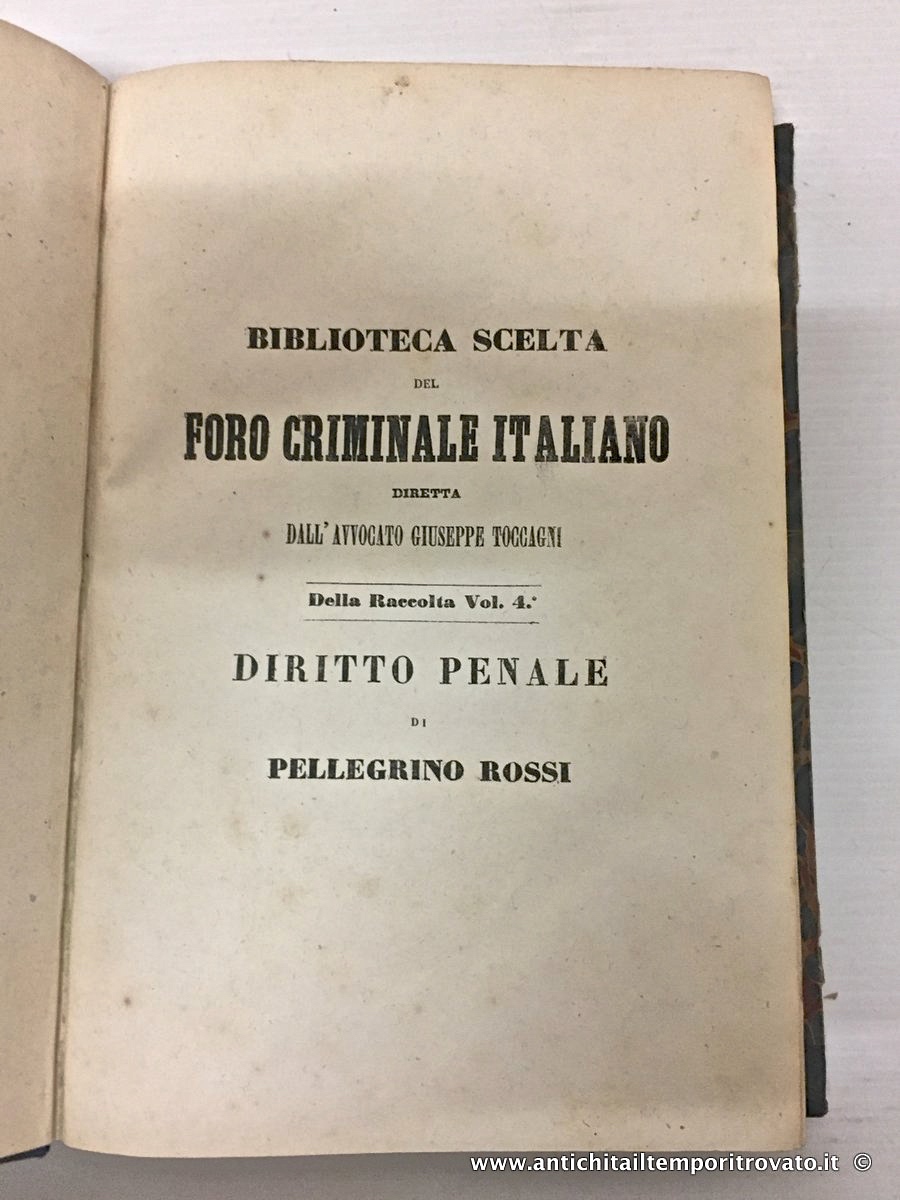 BIBLIOTECA SCELTA
DEL
FORO CRIMINALE ITALIANO
DIRETTA
DALL'AVVOCATO GIUSEPPE TOCCAGNI
Della Raccolta Vol. 4.°
DIRITTO PENALE
DI
PELLEGRINO ROSSI
www.antichitailtemporitrovato.it ©